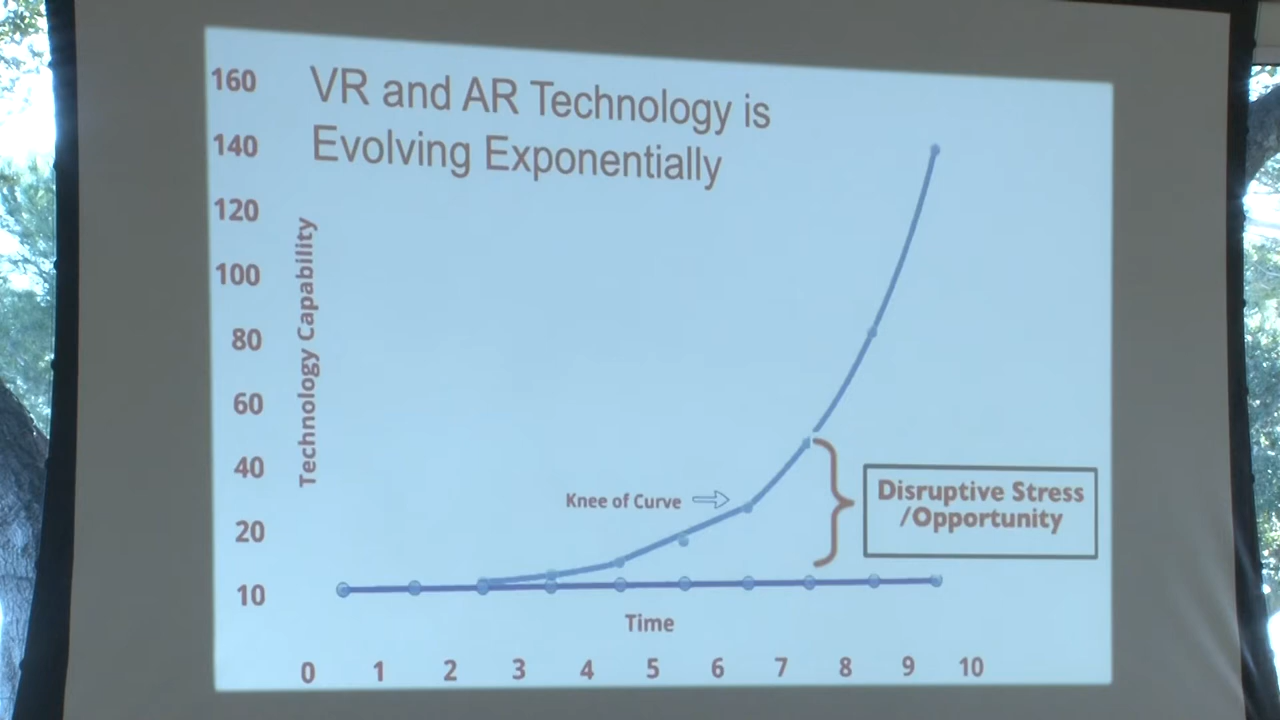 VR and AR Technology is
Evolving Exponentially
160
140
120
100
80
60
40
20
10
Technology Capability
Knee of Curve
Disruptive Stress
/Opportunity
Time
0 1 2 3 4 5 6 7 8 9 10